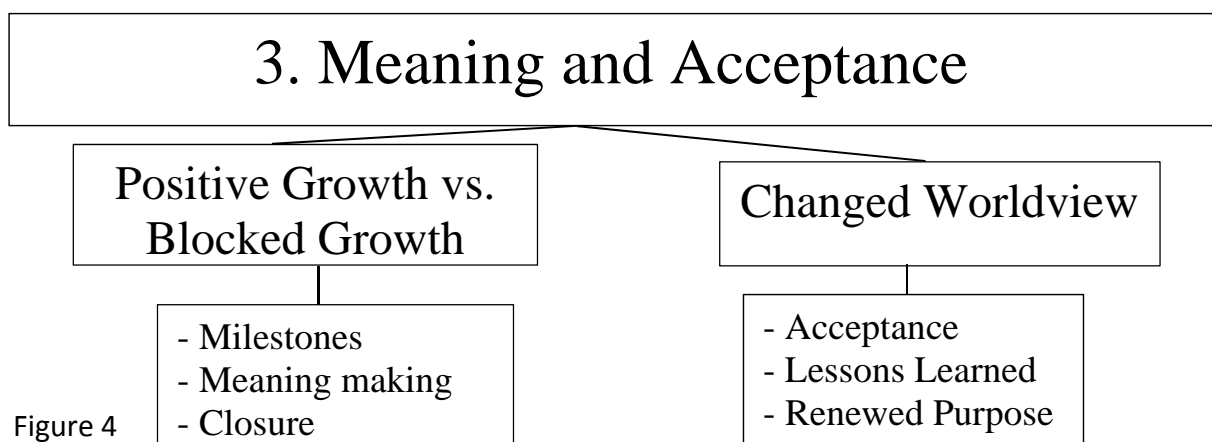 3. Meaning and Acceptance
Positive Growth vs.
Blocked Growth
Changed Worldview
- Milestones
- Meaning making
- Closure
- Acceptance
- Lessons Learned
- Renewed Purpose
Figure 4